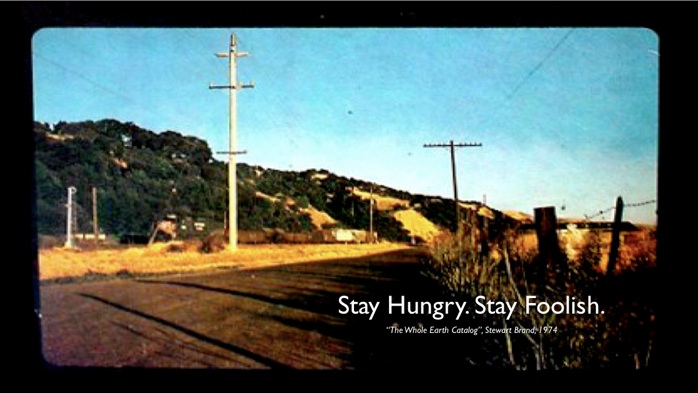 Stay Hungry. Stay Foolish.
“The Whole Earth Catalog”, Stewart Brand, 1974